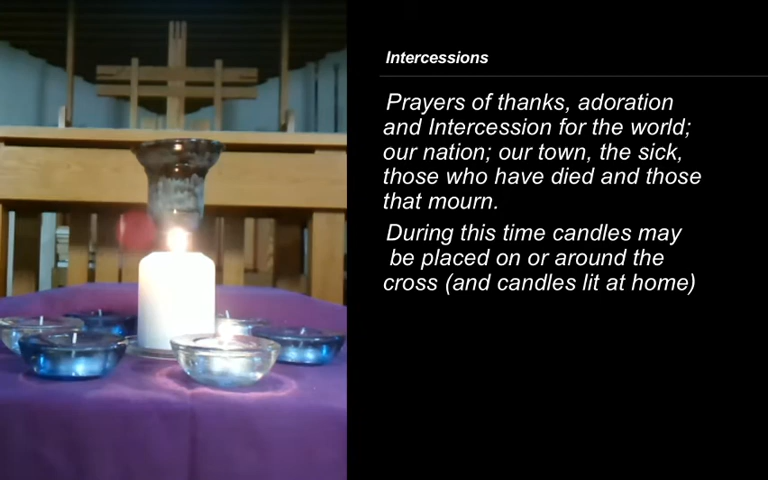 Intercessions
Prayers of thanks, adoration
and Intercession for the world;
our nation; our town, the sick,
those who have died and those
that mourn.
During this time candles may
be placed on or around the
cross (and candles lit at home)